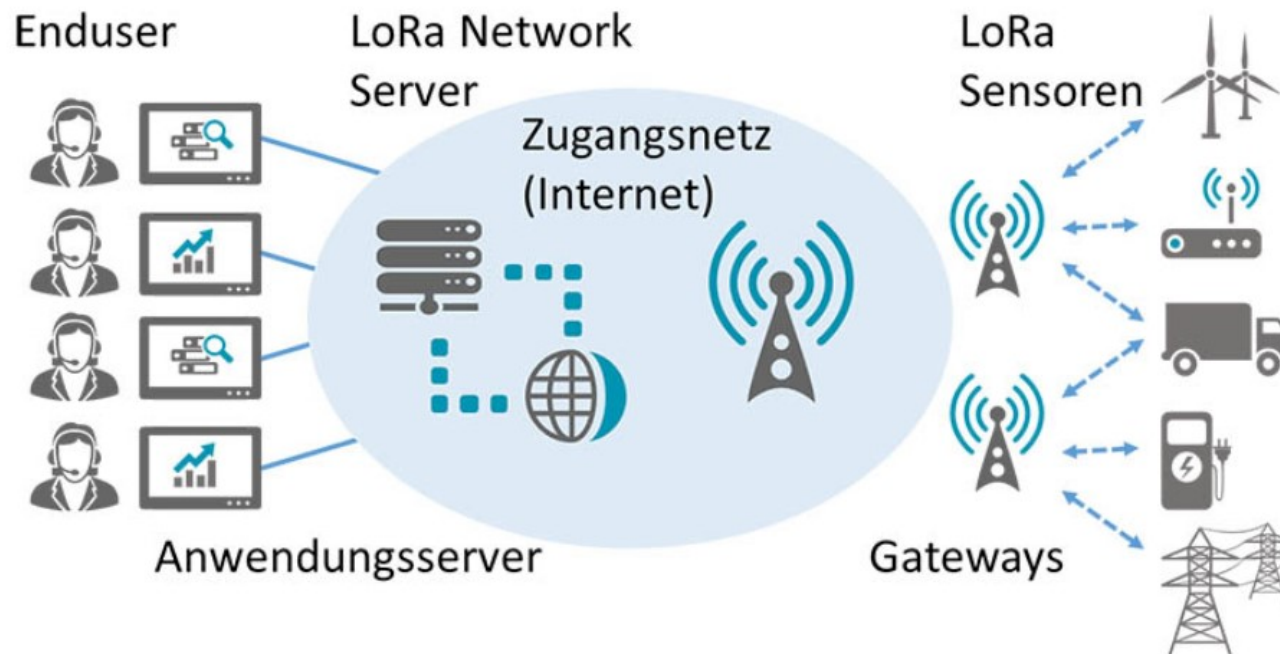 Enduser
LoRa Network
Server
LoRa
Sensoren
Zugangsnetz
(Internet)
Anwendungsserver
Gateways